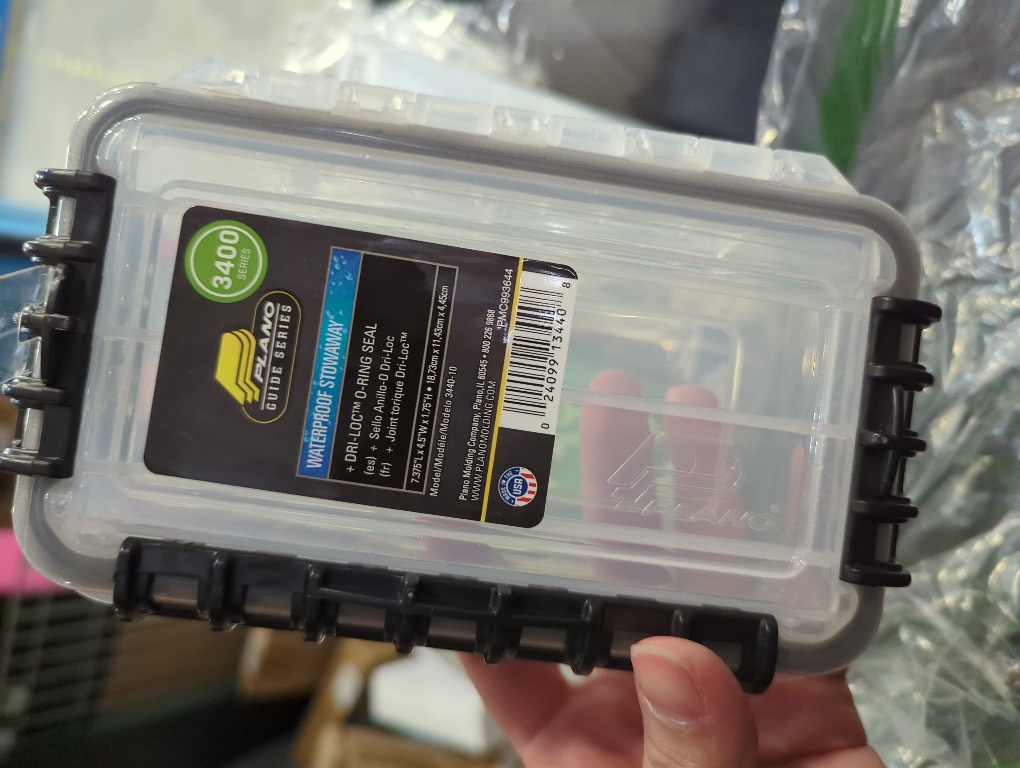 3400
SERIES
PLANO
GUIDE SERIES
WATERPROOF STOWAWAY®
+ DRI-LOC™ O-RING SEAL
(es) + Sello Anillo-O Dri-Loc
(fr) + Joint torique Dri-Loc™
7.375"L x 4.5"W x 1.75"H • 18,73cm x 11,43cm x 4,45cm
Model/Modèle/Modelo 3440-10
Plano Molding Company, Plano, IL 60545 • 800 226 9868
WWW.PLANOMOLDING.COM
PMC993644
0 24099 13440 8
MADE IN THE
USA
PLANO®